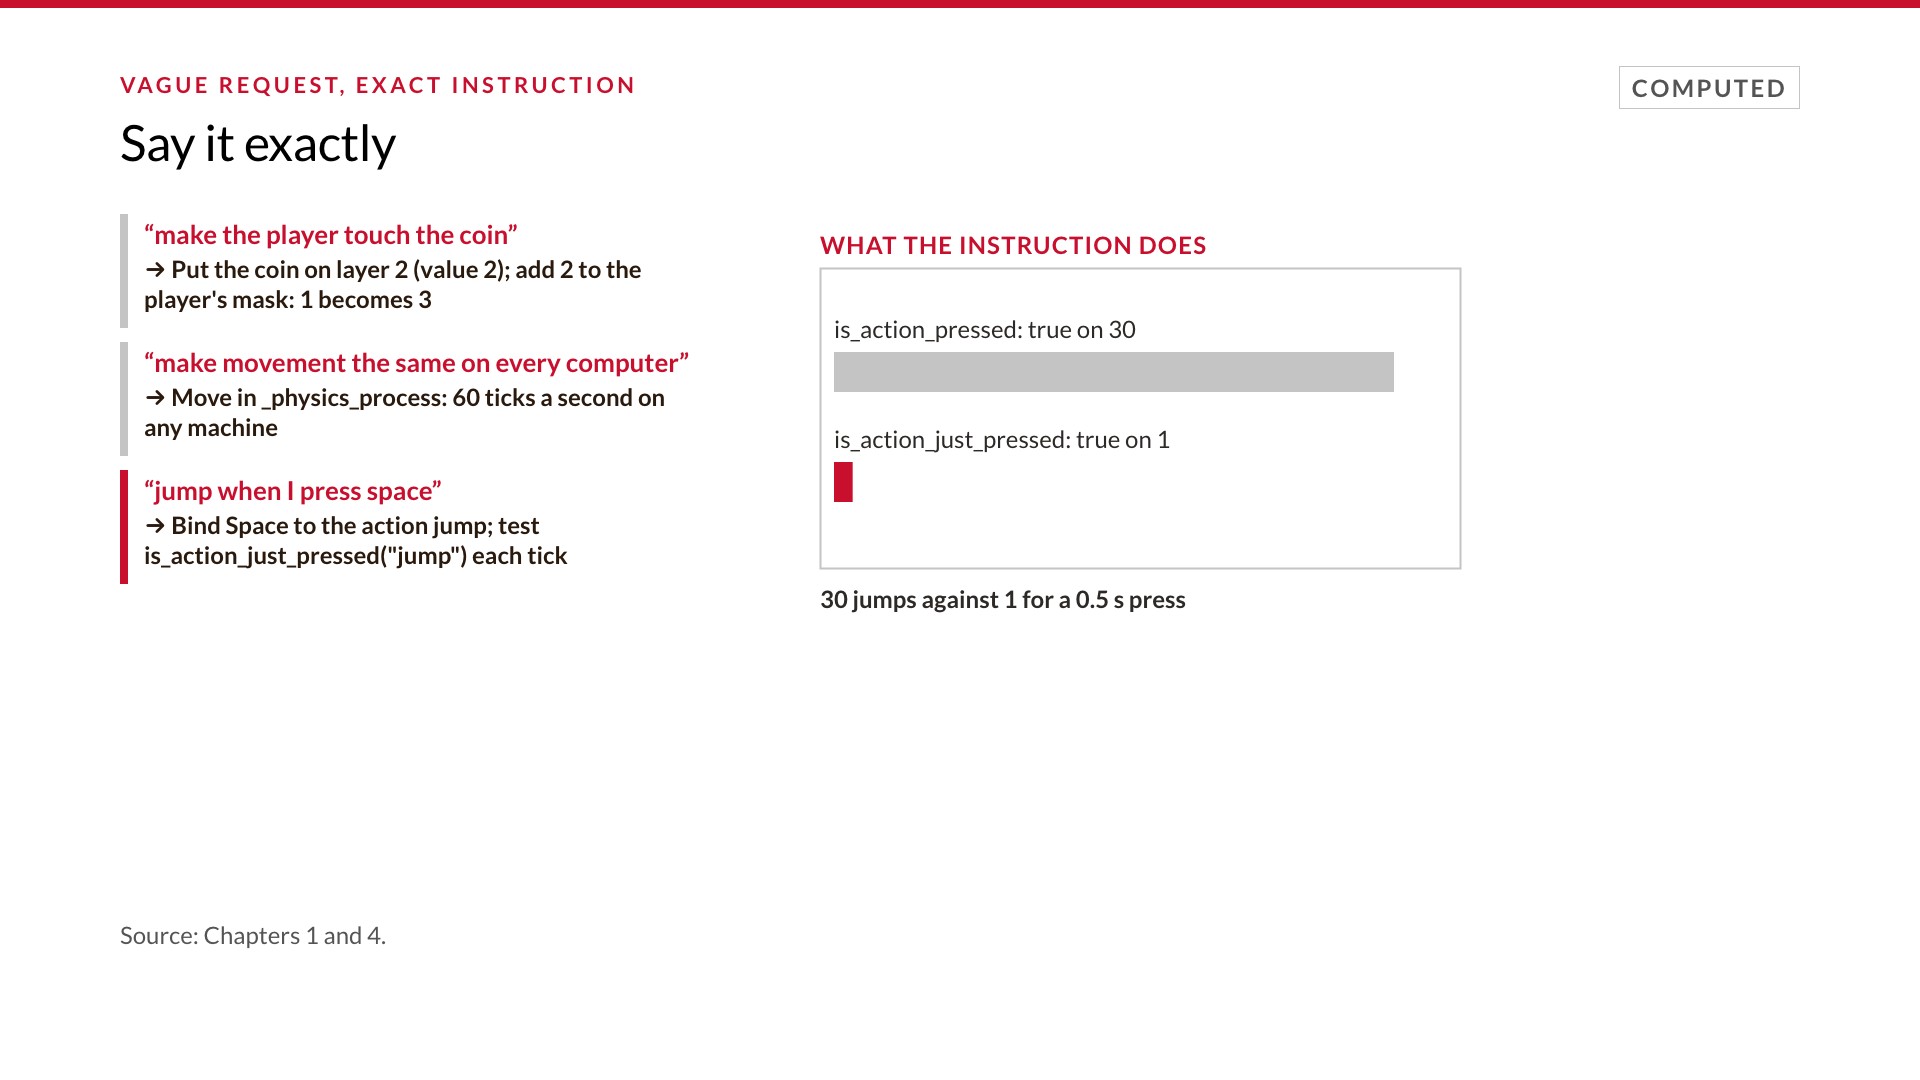 VAGUE REQUEST, EXACT INSTRUCTION
COMPUTED
Say it exactly
“make the player touch the coin”
→ Put the coin on layer 2 (value 2); add 2 to the
player's mask: 1 becomes 3
“make movement the same on every computer”
→ Move in _physics_process: 60 ticks a second on
any machine
“jump when I press space”
→ Bind Space to the action jump; test
is_action_just_pressed("jump") each tick
WHAT THE INSTRUCTION DOES
is_action_pressed: true on 30
is_action_just_pressed: true on 1
30 jumps against 1 for a 0.5 s press
Source: Chapters 1 and 4.